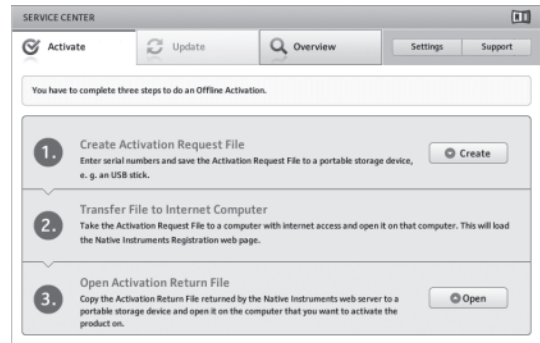 SERVICE CENTER
Activate
Update
Overview
Settings
Support
You have to complete three steps to do an Offline Activation.
1.
Create Activation Request File
Enter serial numbers and save the Activation Request File to a portable storage device,
e. g. an USB stick.
Create
2.
Transfer File to Internet Computer
Take the Activation Request File to a computer with internet access and open it on that computer. This will load
the Native Instruments Registration web page.
3.
Open Activation Return File
Copy the Activation Return File returned by the Native Instruments web server to a
portable storage device and open it on the computer that you want to activate the
product on.
Open